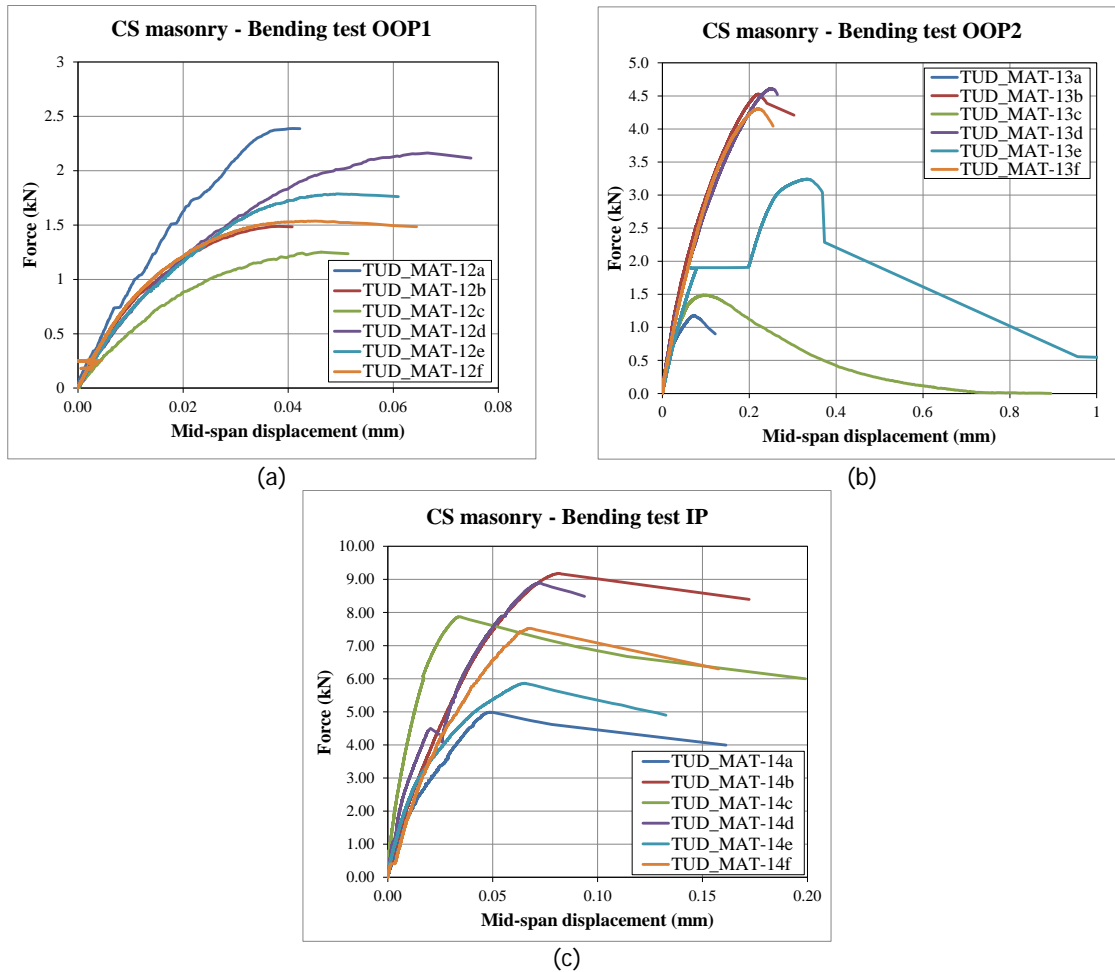 CS masonry - Bending test OOP1
Force (kN)
3
2.5
2
1.5
1
0.5
0
0.00 0.02 0.04 0.06 0.08
Mid-span displacement (mm)
TUD_MAT-12a
TUD_MAT-12b
TUD_MAT-12c
TUD_MAT-12d
TUD_MAT-12e
TUD_MAT-12f
(a)
CS masonry - Bending test OOP2
Force (kN)
5.0
4.5
4.0
3.5
3.0
2.5
2.0
1.5
1.0
0.5
0.0
0 0.2 0.4 0.6 0.8 1
Mid-span displacement (mm)
TUD_MAT-13a
TUD_MAT-13b
TUD_MAT-13c
TUD_MAT-13d
TUD_MAT-13e
TUD_MAT-13f
(b)
CS masonry - Bending test IP
Force (kN)
10.00
9.00
8.00
7.00
6.00
5.00
4.00
3.00
2.00
1.00
0.00
0.00 0.05 0.10 0.15 0.20
Mid-span displacement (mm)
TUD_MAT-14a
TUD_MAT-14b
TUD_MAT-14c
TUD_MAT-14d
TUD_MAT-14e
TUD_MAT-14f
(c)